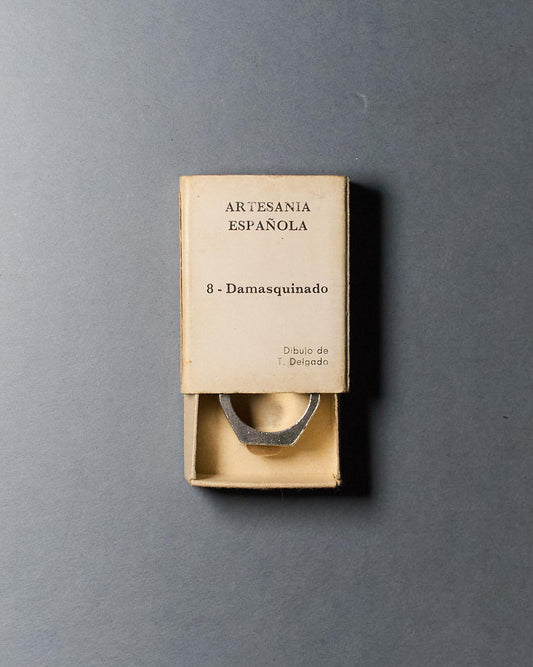 ARTESANIA
ESPAÑOLA
8 - Damasquinado
Dibujo de
T. Delgado